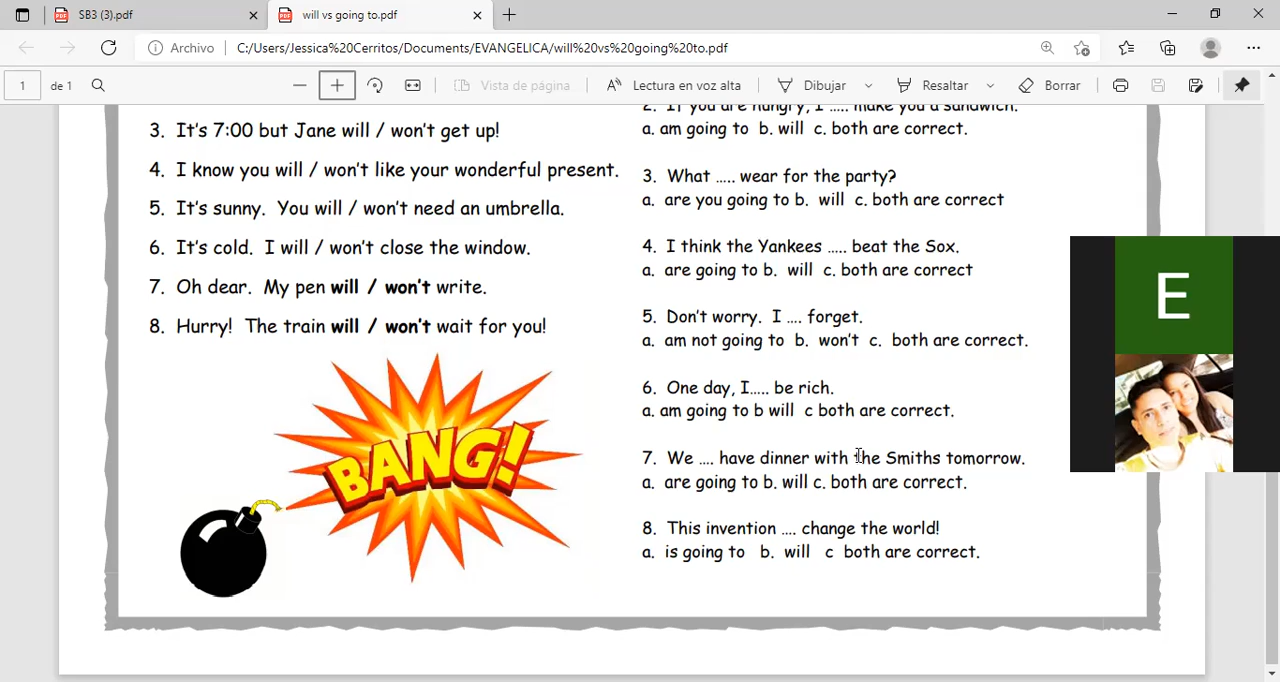 SB3 (3).pdf
will vs going to.pdf
Archivo
C:/Users/Jessica%20Cerritos/Documents/EVANGELICA/will%20vs%20going%20to.pdf
1 de 1
Vista de página
Lectura en voz alta
Dibujar
Resaltar
Borrar
3. It's 7:00 but Jane will / won't get up!
4. I know you will / won't like your wonderful present.
5. It's sunny. You will / won't need an umbrella.
6. It's cold. I will / won't close the window.
7. Oh dear. My pen will / won't write.
8. Hurry! The train will / won't wait for you!
BANG!
2. If you are hungry, I ..... make you a sandwich.
a. am going to b. will c. both are correct.
3. What ..... wear for the party?
a. are you going to b. will c. both are correct
4. I think the Yankees ..... beat the Sox.
a. are going to b. will c. both are correct
5. Don't worry. I .... forget.
a. am not going to b. won't c. both are correct.
6. One day, I..... be rich.
a. am going to b will c both are correct.
7. We .... have dinner with the Smiths tomorrow.
a. are going to b. will c. both are correct.
8. This invention .... change the world!
a. is going to b. will c both are correct.
E